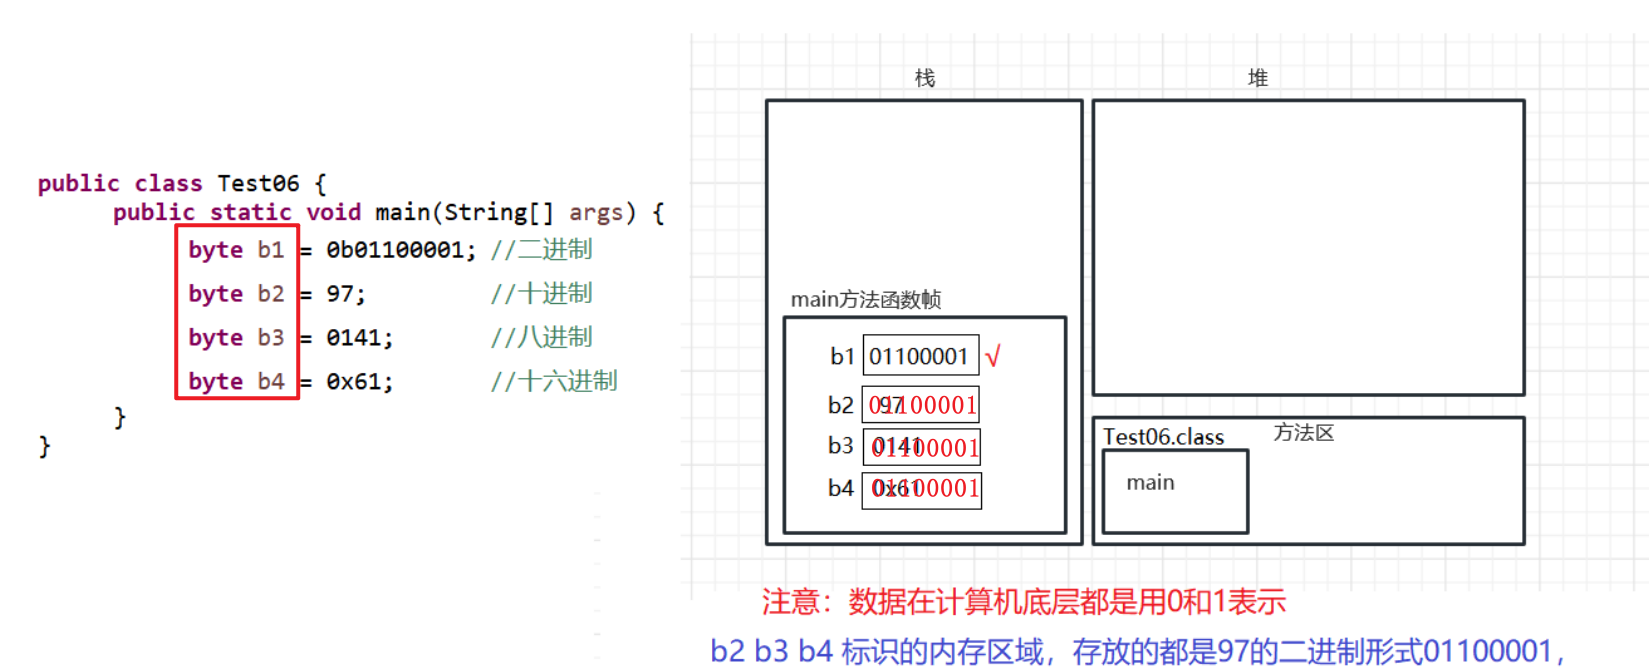 public class Test06 {
public static void main(String[] args) {
byte b1 = 0b01100001; //二进制
byte b2 = 97; //十进制
byte b3 = 0141; //八进制
byte b4 = 0x61; //十六进制
}
}
栈
堆
main方法函数帧
b1 01100001 √
b2 97 01100001
b3 0141 01100001
b4 0x61 01100001
Test06.class
方法区
main
注意：数据在计算机底层都是用0和1表示
b2 b3 b4 标识的内存区域，存放的都是97的二进制形式01100001，